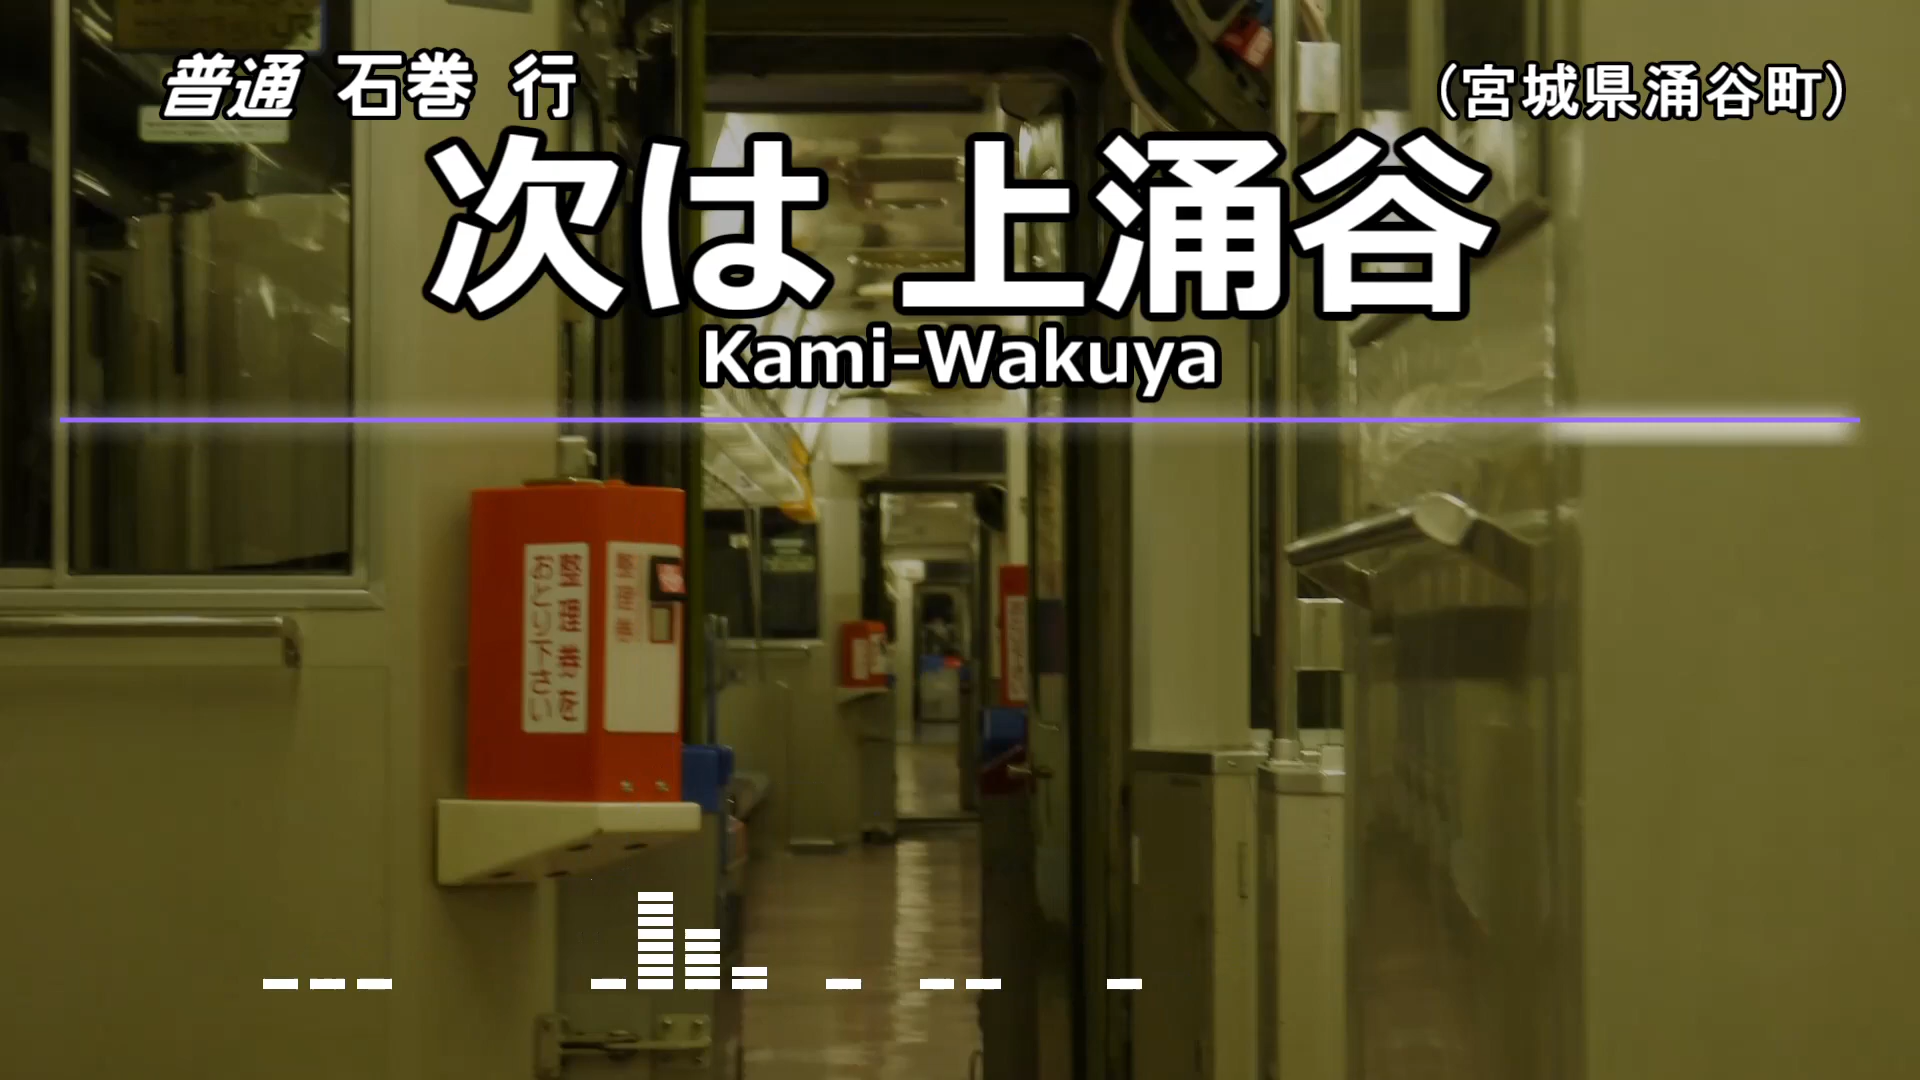 普通 石巻 行
（宮城県涌谷町）
次は 上涌谷
Kami-Wakuya
整理券を
おとり下さい
整理券